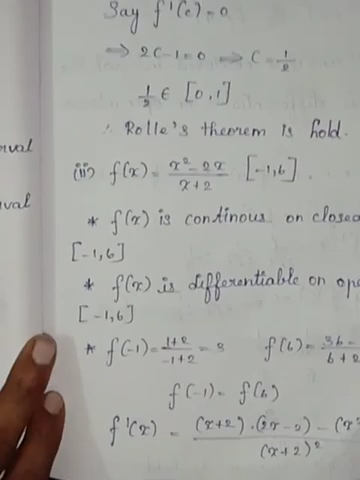 Say f'(c)=0
⇒ 2c-1=0 ⇒ c=1/2
1/2 ∈ [0,1]
∴ Rolle's theorem is hold.
(ii) f(x) = (x²-2x)/(x+2) [-1,6].
* f(x) is continous on closed
[-1,6]
* f(x) is differentiable on ope
[-1,6]
* f(-1) = (1+2)/(-1+2) = 3 f(6) = (36-)/(6+2
f(-1) = f(6)
f'(x) = ((x+2).(2x-2)-(x²)/(x+2)²